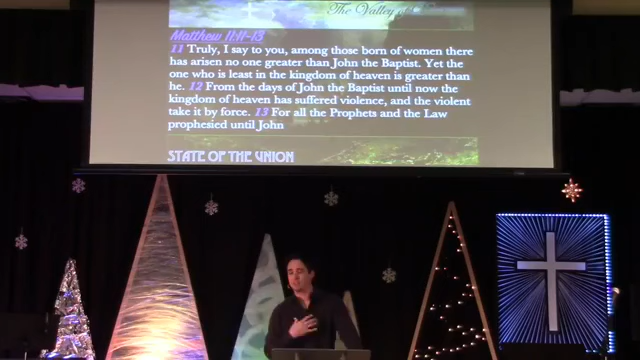 The Valley of
Matthew 11:11-13
11 Truly, I say to you, among those born of women there
has arisen no one greater than John the Baptist. Yet the
one who is least in the kingdom of heaven is greater than
he. 12 From the days of John the Baptist until now the
kingdom of heaven has suffered violence, and the violent
take it by force. 13 For all the Prophets and the Law
prophesied until John
STATE OF THE UNION